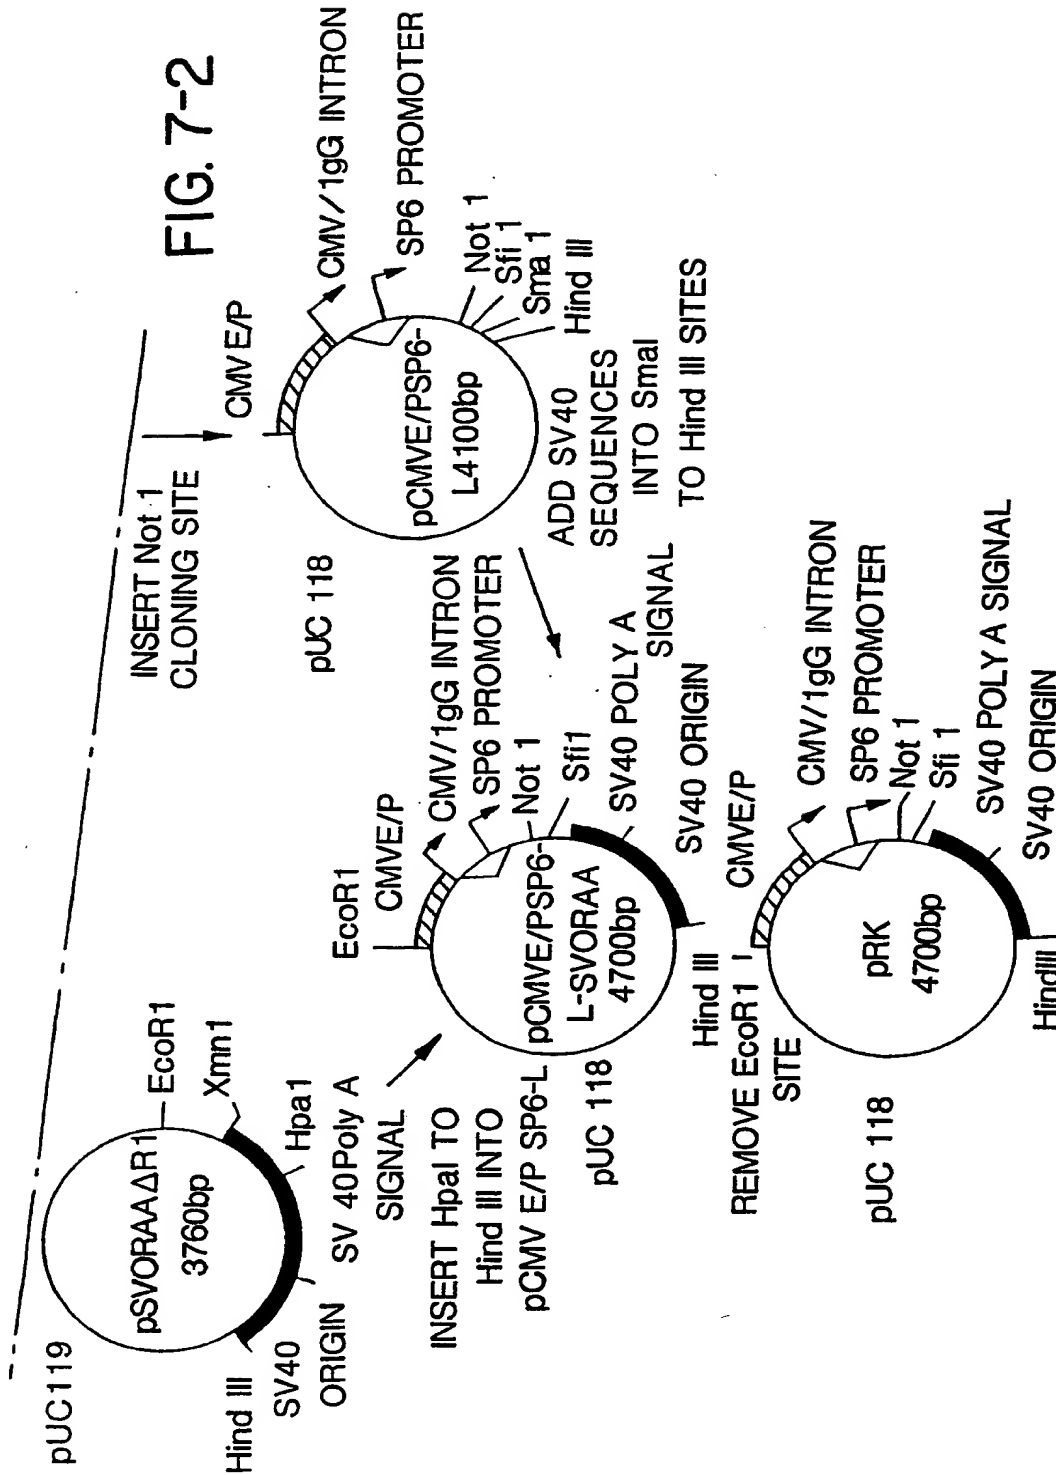 FIG. 7-2
pUC119
pSVORAAΔR1
3760bp
EcoR1
Xmn1
Hpa1
SV 40Poly A
SIGNAL
Hind III
SV40
ORIGIN
INSERT HpaI TO
Hind III INTO
pCMV E/P SP6-L
INSERT Not 1
CLONING SITE
CMV E/P
CMV/1gG INTRON
SP6 PROMOTER
pUC 118
pCMVE/PSP6-
L4100bp
Not 1
Sfi 1
Sma 1
Hind III
ADD SV40
SEQUENCES
INTO SmaI
TO Hind III SITES
EcoR1
CMVE/P
CMV/1gG INTRON
SP6 PROMOTER
Not 1
Sfi1
pCMVE/PSP6-
L-SVORAA
4700bp
SV40 POLY A
SIGNAL
SV40 ORIGIN
Hind III
pUC 118
REMOVE EcoR1
SITE
CMVE/P
CMV/1gG INTRON
SP6 PROMOTER
Not 1
Sfi 1
pRK
4700bp
SV40 POLY A SIGNAL
SV40 ORIGIN
HindIII
pUC 118